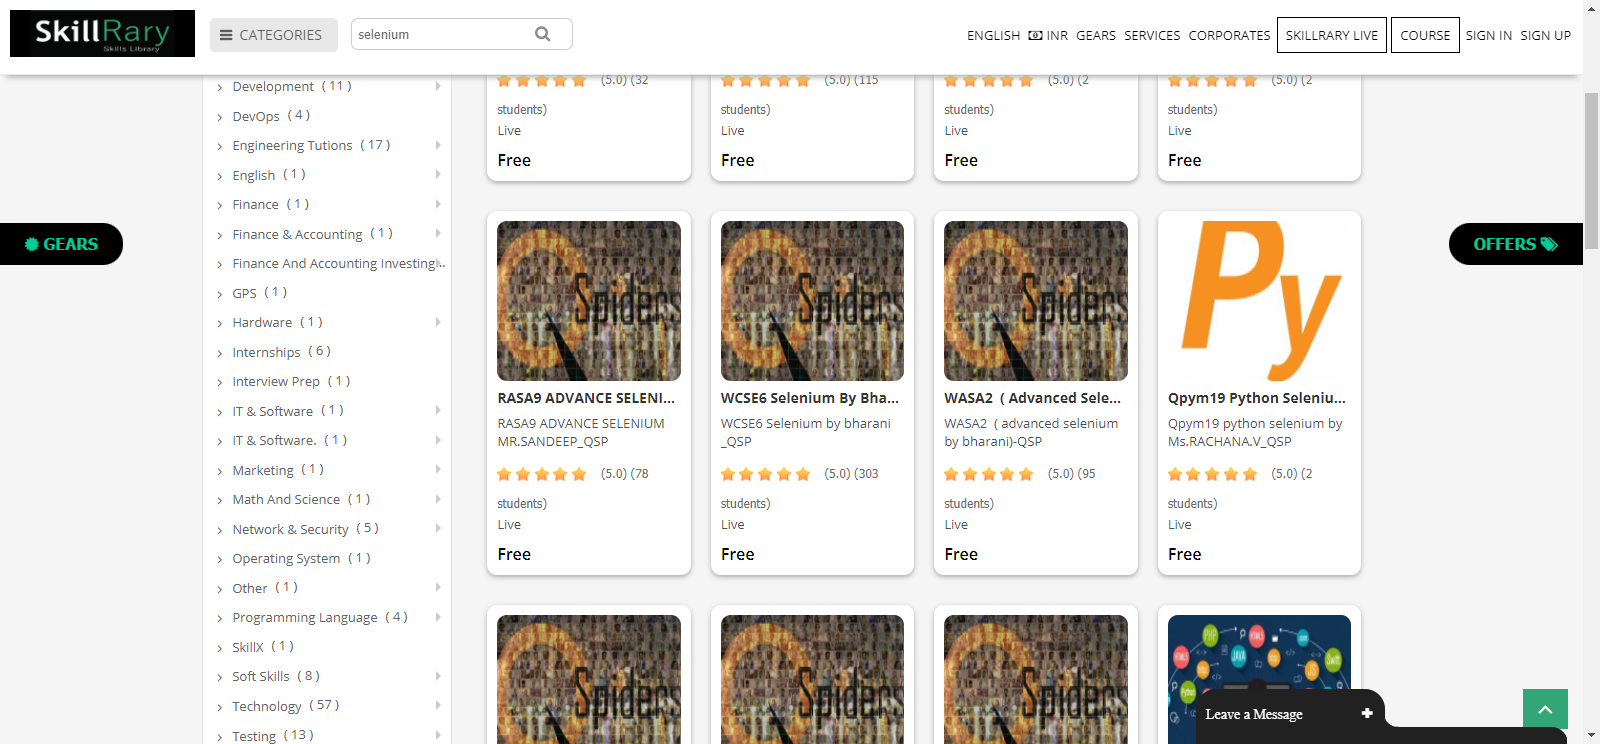 SkillRary
Skills Library
CATEGORIES
selenium
ENGLISH INR GEARS SERVICES CORPORATES SKILLRARY LIVE COURSE SIGN IN SIGN UP
Development ( 11 )
DevOps ( 4 )
Engineering Tutions ( 17 )
English ( 1 )
Finance ( 1 )
Finance & Accounting ( 1 )
Finance And Accounting Investing..
GPS ( 1 )
Hardware ( 1 )
Internships ( 6 )
Interview Prep ( 1 )
IT & Software ( 1 )
IT & Software. ( 1 )
Marketing ( 1 )
Math And Science ( 1 )
Network & Security ( 5 )
Operating System ( 1 )
Other ( 1 )
Programming Language ( 4 )
SkillX ( 1 )
Soft Skills ( 8 )
Technology ( 57 )
Testing ( 13 )
GEARS
OFFERS
(5.0) (32
students)
Live
Free
(5.0) (115
students)
Live
Free
(5.0) (2
students)
Live
Free
(5.0) (2
students)
Live
Free
Spiders
RASA9 ADVANCE SELENI...
RASA9 ADVANCE SELENIUM
MR.SANDEEP_QSP
(5.0) (78
students)
Live
Free
Spiders
WCSE6 Selenium By Bha...
WCSE6 Selenium by bharani
_QSP
(5.0) (303
students)
Live
Free
Spiders
WASA2 ( Advanced Sele...
WASA2 ( advanced selenium
by bharani)-QSP
(5.0) (95
students)
Live
Free
Py
Qpym19 Python Seleniu...
Qpym19 python selenium by
Ms.RACHANA.V_QSP
(5.0) (2
students)
Live
Free
Spiders
Spiders
Spiders
PHP
HTML5
JAVA
Swift
JS
Python
Leave a Message